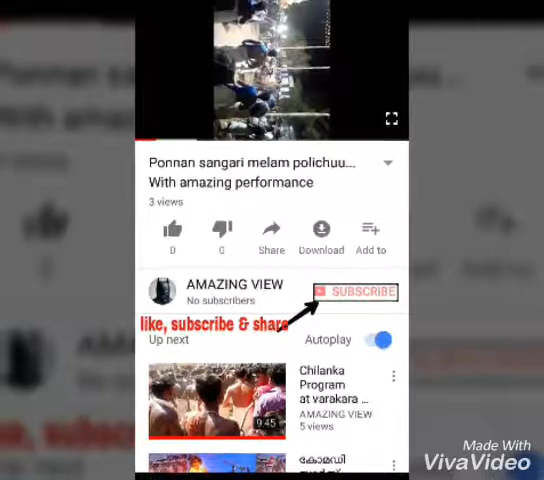 Ponnan sangari melam polichuu...
With amazing performance
3 views
0
0
Share
Download
Add to
AMAZING VIEW
No subscribers
SUBSCRIBE
like, subscribe & share
Up next
Autoplay
Chilanka
Program
at varakara ...
AMAZING VIEW
5 views
9:45
കോമഡി
Made With
VivaVideo